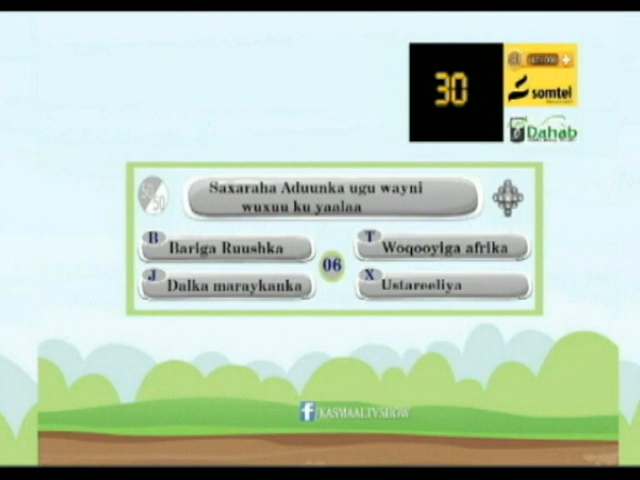 30
somtel
Dahab
50
50
Saxaraha Aduunka ugu wayni
wuxuu ku yaalaa
B
Bariga Ruushka
T
Woqooyiga afrika
06
J
Dalka maraykanka
X
Ustareeliya
KASMAALTVSHOW